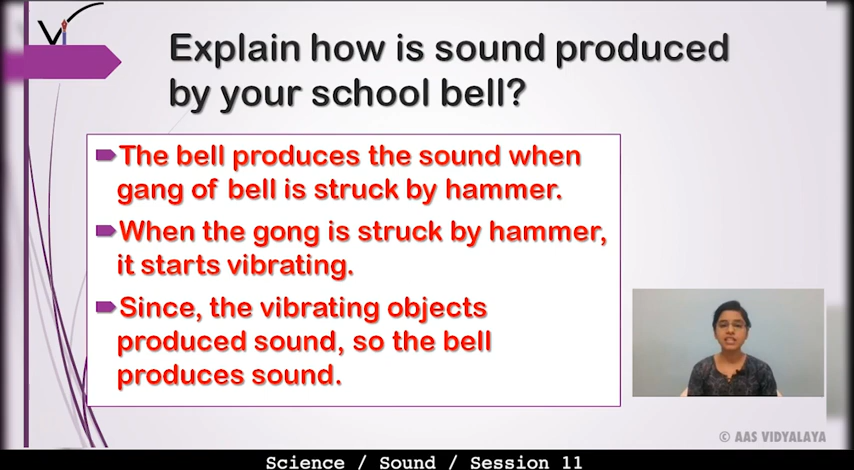 Vi
Explain how is sound produced
by your school bell?
The bell produces the sound when
gang of bell is struck by hammer.
When the gong is struck by hammer,
it starts vibrating.
Since, the vibrating objects
produced sound, so the bell
produces sound.
© AAS VIDYALAYA
Science / Sound / Session 11